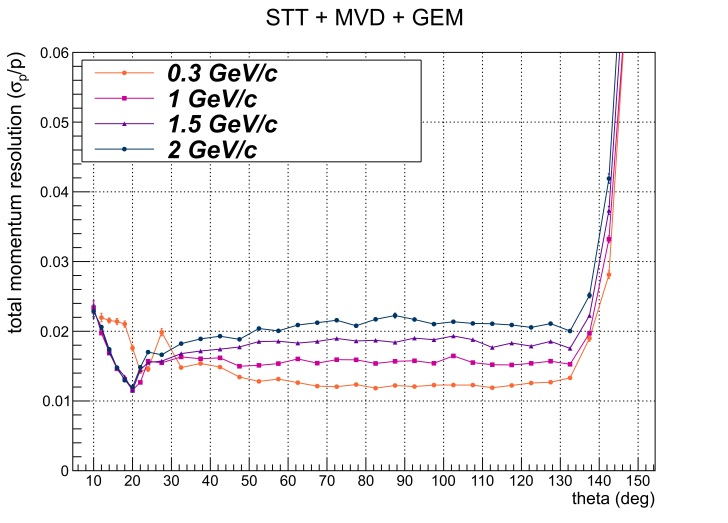 STT + MVD + GEM
total momentum resolution (σp/p)
0.06
0.05
0.04
0.03
0.02
0.01
0
0.3 GeV/c
1 GeV/c
1.5 GeV/c
2 GeV/c
10 20 30 40 50 60 70 80 90 100 110 120 130 140 150
theta (deg)